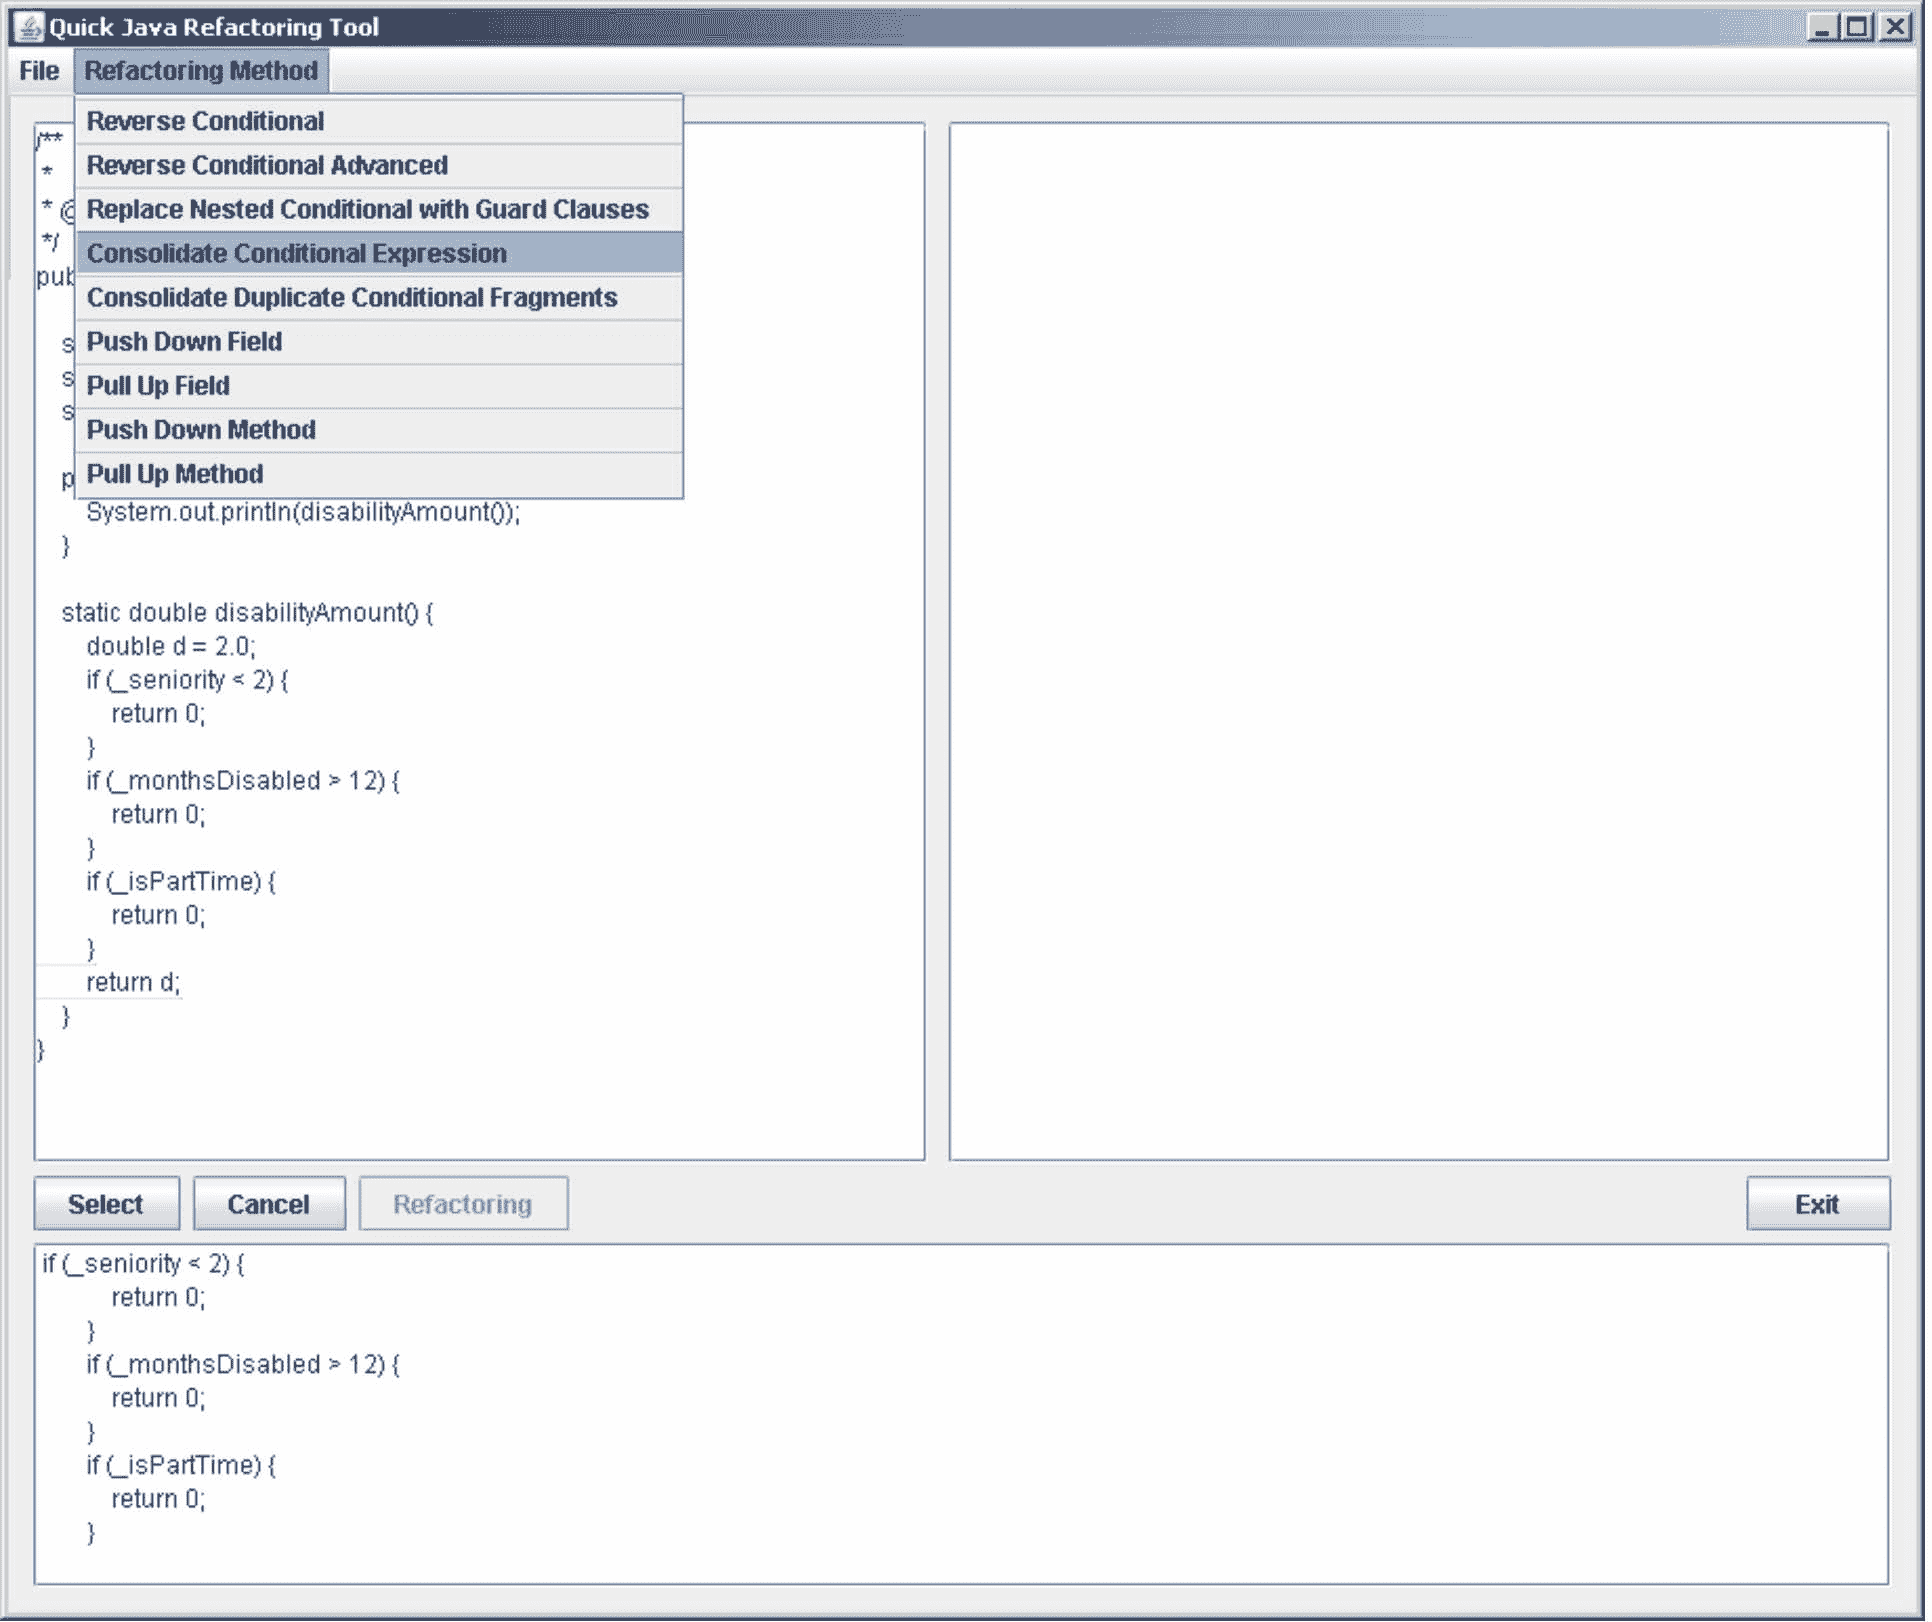 Quick Java Refactoring Tool
File Refactoring Method
Reverse Conditional
Reverse Conditional Advanced
Replace Nested Conditional with Guard Clauses
Consolidate Conditional Expression
Consolidate Duplicate Conditional Fragments
Push Down Field
Pull Up Field
Push Down Method
Pull Up Method
/**
*
* @
*/
pub
s
s
s
p
System.out.println(disabilityAmount());
}
static double disabilityAmount() {
double d = 2.0;
if (_seniority < 2) {
return 0;
}
if (_monthsDisabled > 12) {
return 0;
}
if (_isPartTime) {
return 0;
}
return d;
}
}
Select Cancel Refactoring Exit
if (_seniority < 2) {
return 0;
}
if (_monthsDisabled > 12) {
return 0;
}
if (_isPartTime) {
return 0;
}